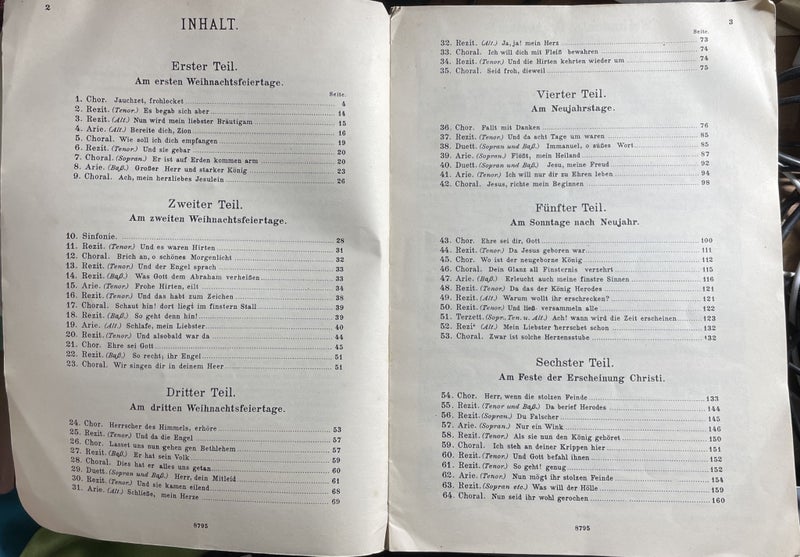 2
INHALT.
Erster Teil.
Am ersten Weihnachtsfeiertage.
Seite.
1. Chor. Jauchzet, frohlocket 4
2. Rezit. (Tenor.) Es begab sich aber 14
3. Rezit. (Alt.) Nun wird mein liebster Bräutigam 15
4. Arie. (Alt.) Bereite dich, Zion 16
5. Choral. Wie soll ich dich empfangen 19
6. Rezit. (Tenor.) Und sie gebar 20
7. Choral. (Sopran.) Er ist auf Erden kommen arm 20
8. Arie. (Baß.) Großer Herr und starker König 23
9. Choral. Ach, mein herzliebes Jesulein 26
Zweiter Teil.
Am zweiten Weihnachtsfeiertage.
10. Sinfonie. 28
11. Rezit. (Tenor.) Und es waren Hirten 31
12. Choral. Brich an, o schönes Morgenlicht 32
13. Rezit. (Tenor.) Und der Engel sprach 33
14. Rezit. (Baß.) Was Gott dem Abraham verheißen 33
15. Arie. (Tenor.) Frohe Hirten, eilt 34
16. Rezit. (Tenor.) Und das habt zum Zeichen 38
17. Choral. Schaut hin! dort liegt im finstern Stall 39
18. Rezit. (Baß.) So geht denn hin! 39
19. Arie. (Alt.) Schlafe, mein Liebster 40
20. Rezit. (Tenor.) Und alsobald war da 44
21. Chor. Ehre sei Gott 45
22. Rezit. (Baß.) So recht; ihr Engel 51
23. Choral. Wir singen dir in deinem Heer 51
Dritter Teil.
Am dritten Weihnachtsfeiertage.
24. Chor. Herrscher des Himmels, erhöre 53
25. Rezit. (Tenor.) Und da die Engel 57
26. Chor. Lasset uns nun gehen gen Bethlehem 57
27. Rezit. (Baß.) Er hat sein Volk 59
28. Choral. Dies hat er alles uns getan 60
29. Duett. (Sopran und Baß.) Herr, dein Mitleid 61
30. Rezit. (Tenor.) Und sie kamen eilend 68
31. Arie. (Alt.) Schließe, mein Herze 69
8795
3
Seite.
32. Rezit. (Alt.) Ja, ja! mein Herz 73
33. Choral. Ich will dich mit Fleiß bewahren 74
34. Rezit. (Tenor.) Und die Hirten kehrten wieder um 74
35. Choral. Seid froh, dieweil 75
Vierter Teil.
Am Neujahrstage.
36. Chor. Fallt mit Danken 76
37. Rezit. (Tenor.) Und da acht Tage um waren 85
38. Duett. (Sopran und Baß.) Immanuel, o süßes Wort 85
39. Arie. (Sopran.) Flößt, mein Heiland 87
40. Duett. (Sopran und Baß.) Jesu, meine Freud 92
41. Arie. (Tenor.) Ich will nur dir zu Ehren leben 94
42. Choral. Jesus, richte mein Beginnen 98
Fünfter Teil.
Am Sonntage nach Neujahr.
43. Chor. Ehre sei dir, Gott 100
44. Rezit. (Tenor.) Da Jesus geboren war 111
45. Chor. Wo ist der neugeborne König 112
46. Choral. Dein Glanz all Finsternis verzehrt 115
47. Arie. (Baß.) Erleucht auch meine finstre Sinnen 116
48. Rezit. (Tenor.) Da das der König Herodes 121
49. Rezit. (Alt.) Warum wollt ihr erschrecken? 121
50. Rezit. (Tenor.) Und ließ versammeln alle 122
51. Terzett. (Sopr., Ten. u. Alt.) Ach! wann wird die Zeit erscheinen 123
52. Rezit. (Alt.) Mein Liebster herrschet schon 132
53. Choral. Zwar ist solche Herzensstube 132
Sechster Teil.
Am Feste der Erscheinung Christi.
54. Chor. Herr, wenn die stolzen Feinde 133
55. Rezit. (Tenor und Baß.) Da berief Herodes 144
56. Rezit. (Sopran.) Du Falscher 145
57. Arie. (Sopran.) Nur ein Wink 146
58. Rezit. (Tenor.) Als sie nun den König gehöret 150
59. Choral. Ich steh an deiner Krippen hier 151
60. Rezit. (Tenor.) Und Gott befahl ihnen 152
61. Rezit. (Tenor.) So geht! genug 152
62. Arie. (Tenor.) Nun mögt ihr stolzen Feinde 154
63. Rezit. (Sopran etc.) Was will der Hölle 159
64. Choral. Nun seid ihr wohl gerochen 160
8795